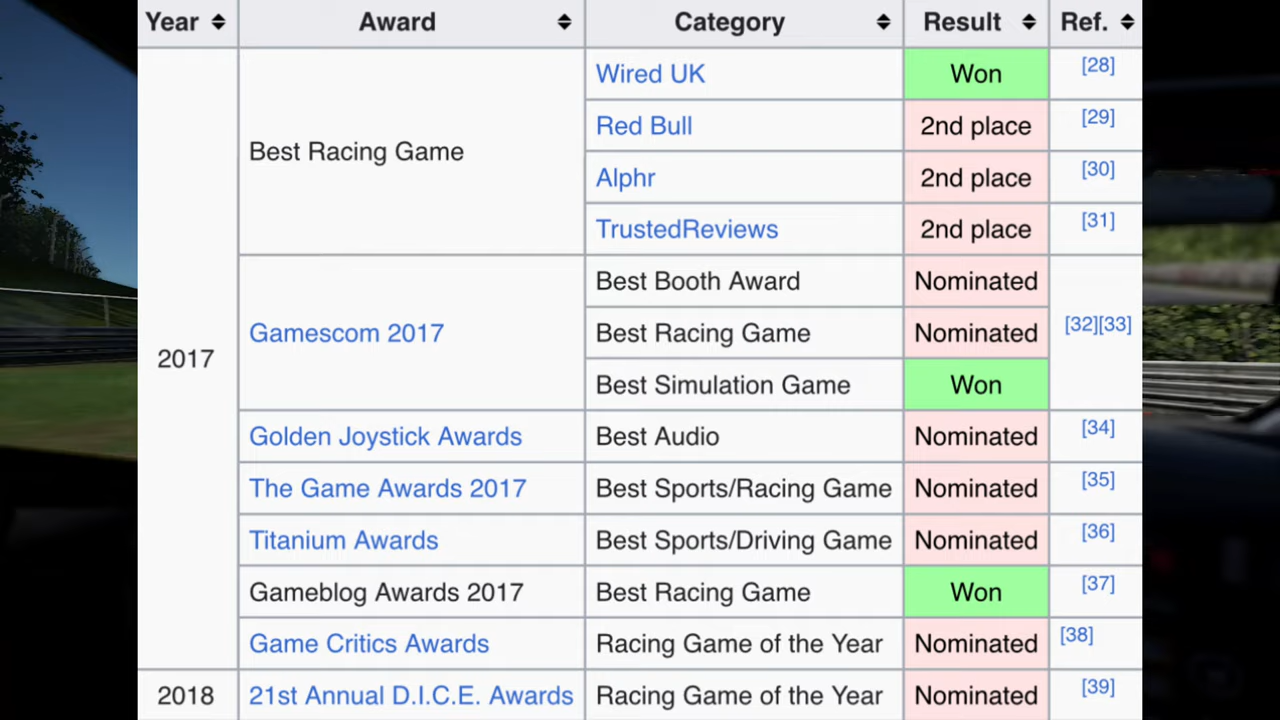 Year Award Category Result Ref.
2017 Best Racing Game Wired UK Won [28]
Red Bull 2nd place [29]
Alphr 2nd place [30]
TrustedReviews 2nd place [31]
Gamescom 2017 Best Booth Award Nominated [32][33]
Best Racing Game Nominated
Best Simulation Game Won
Golden Joystick Awards Best Audio Nominated [34]
The Game Awards 2017 Best Sports/Racing Game Nominated [35]
Titanium Awards Best Sports/Driving Game Nominated [36]
Gameblog Awards 2017 Best Racing Game Won [37]
Game Critics Awards Racing Game of the Year Nominated [38]
2018 21st Annual D.I.C.E. Awards Racing Game of the Year Nominated [39]